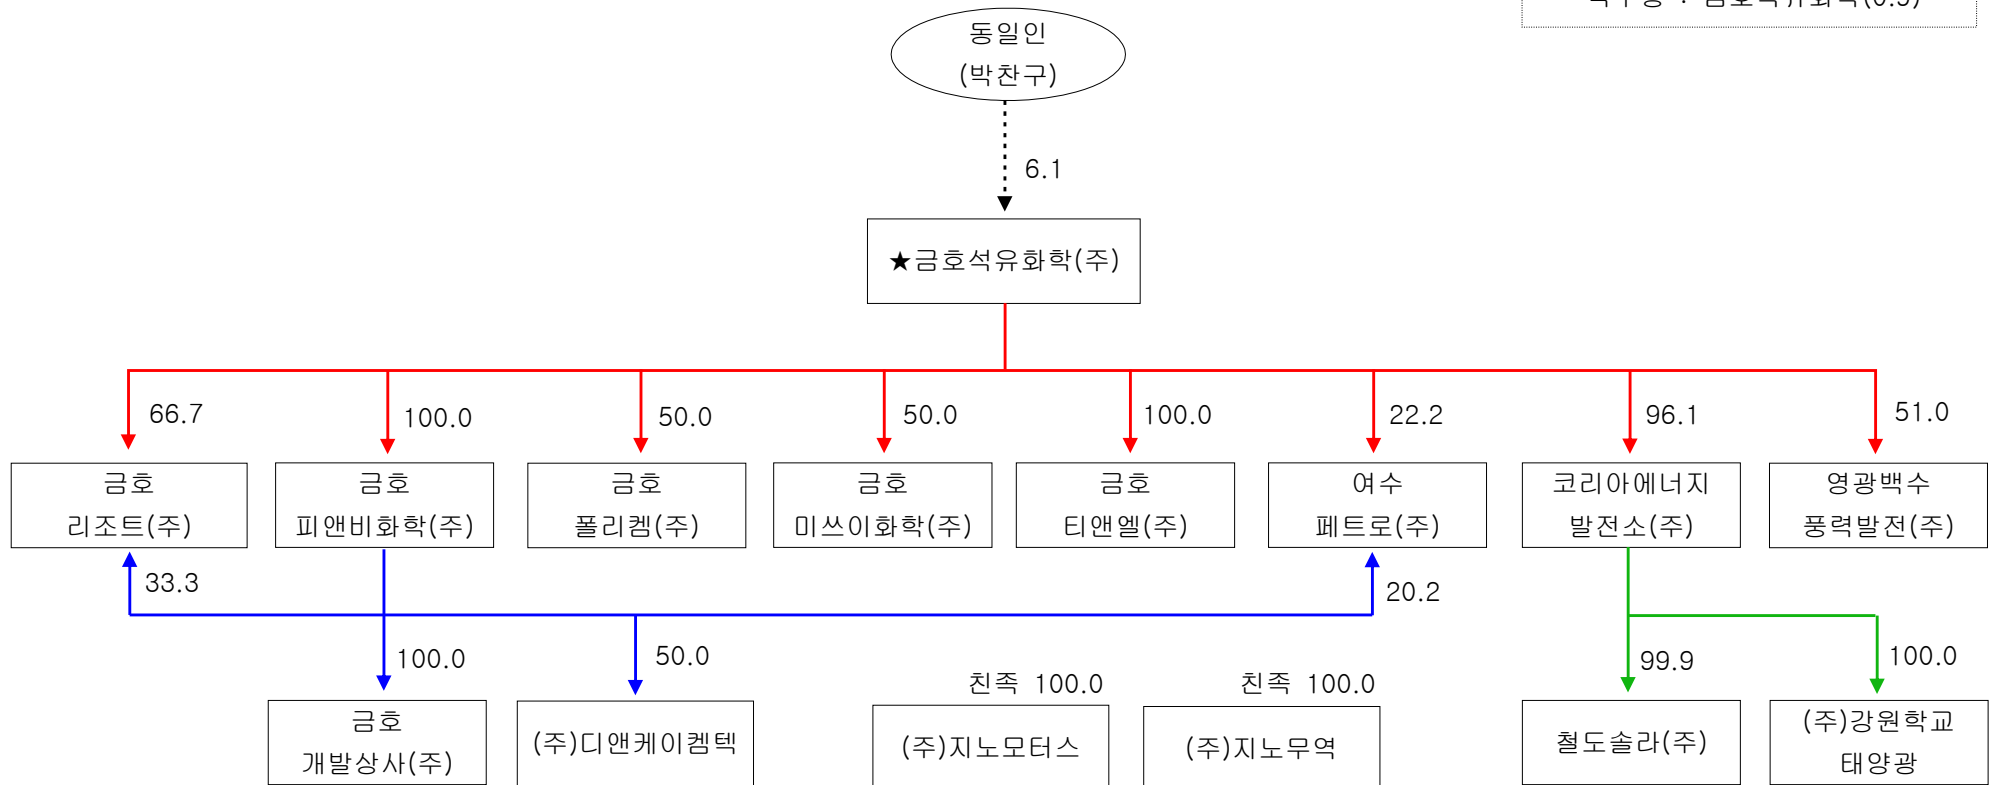 동일인
(박찬구)
6.1
★금호석유화학(주)
66.7
100.0
50.0
50.0
100.0
22.2
96.1
51.0
금호
리조트(주)
금호
피앤비화학(주)
금호
폴리켐(주)
금호
미쓰이화학(주)
금호
티앤엘(주)
여수
페트로(주)
코리아에너지
발전소(주)
영광백수
풍력발전(주)
33.3
20.2
100.0
50.0
친족 100.0
친족 100.0
99.9
100.0
금호
개발상사(주)
(주)디앤케이켐텍
(주)지노모터스
(주)지노무역
철도솔라(주)
(주)강원학교
태양광